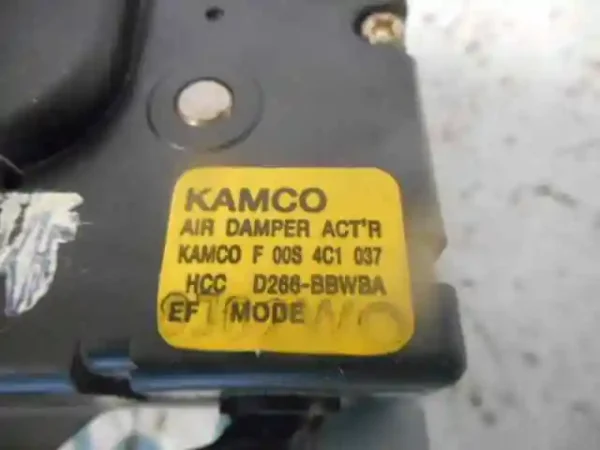 KAMCO
AIR DAMPER ACT'R
KAMCO F 00S 4C1 037
HCC D266-BBWBA
EF MODE